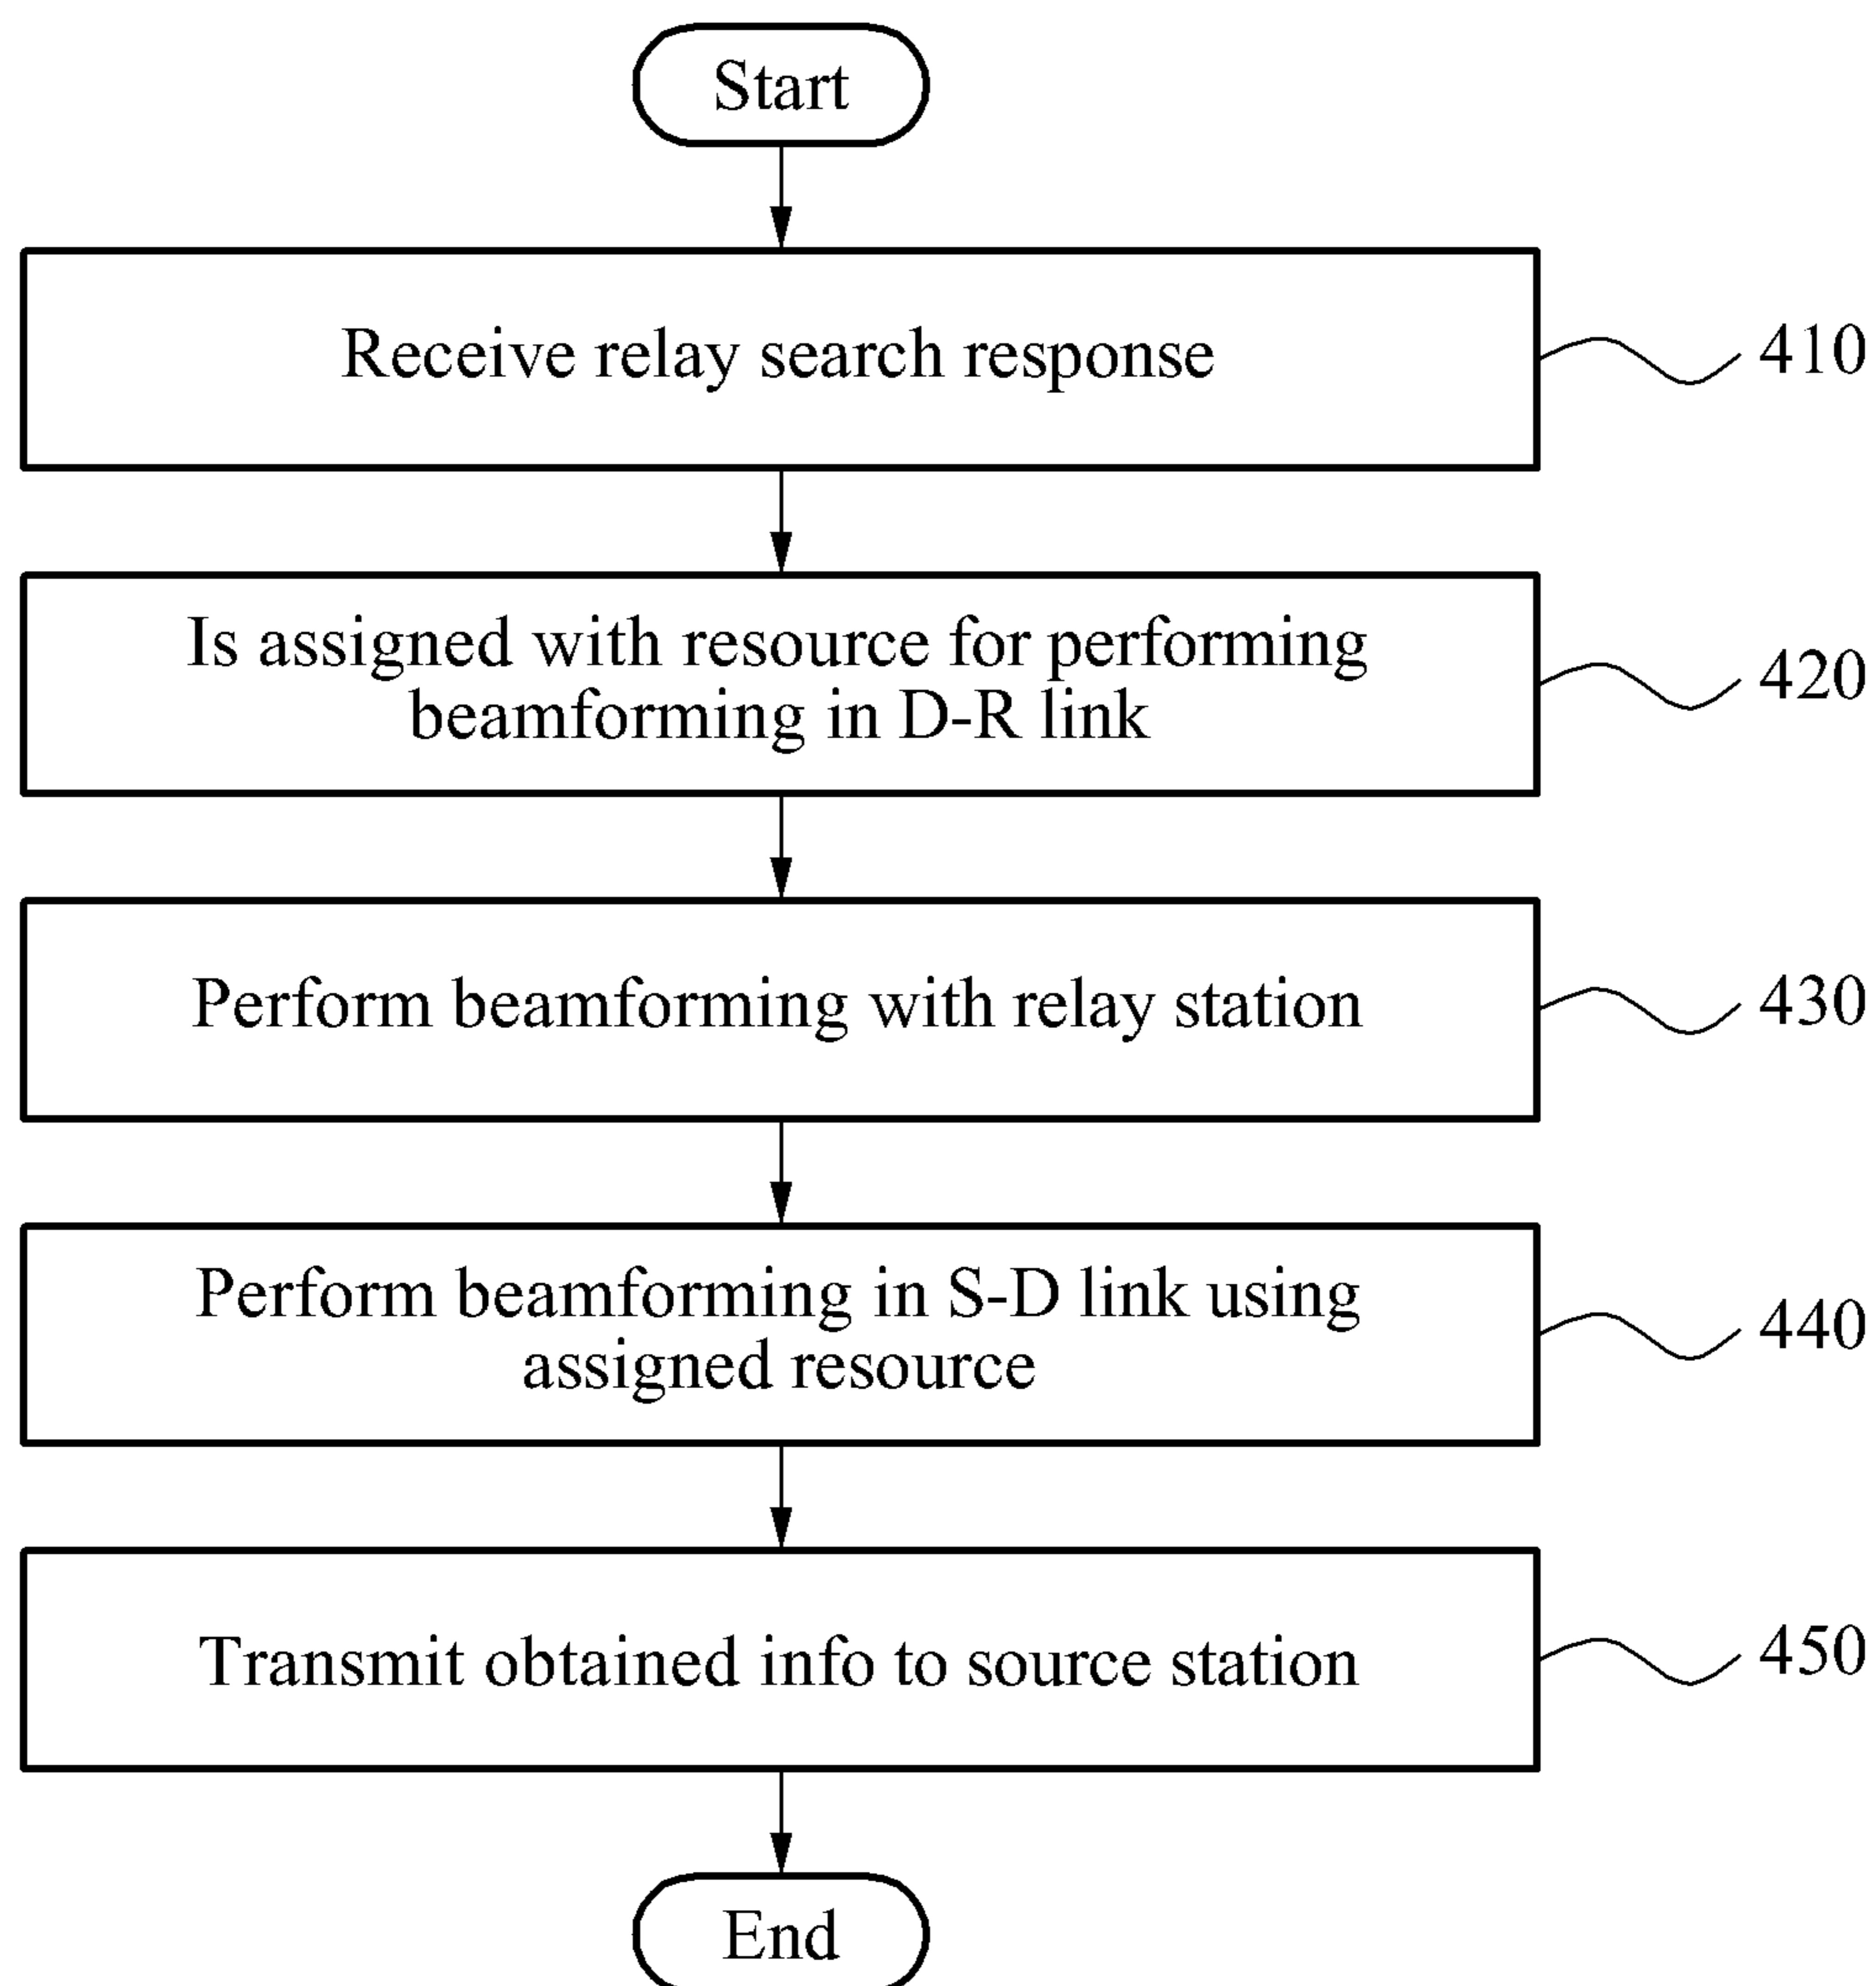 Start
Receive relay search response
410
Is assigned with resource for performing
beamforming in D-R link
420
Perform beamforming with relay station
430
Perform beamforming in S-D link using
assigned resource
440
Transmit obtained info to source station
450
End